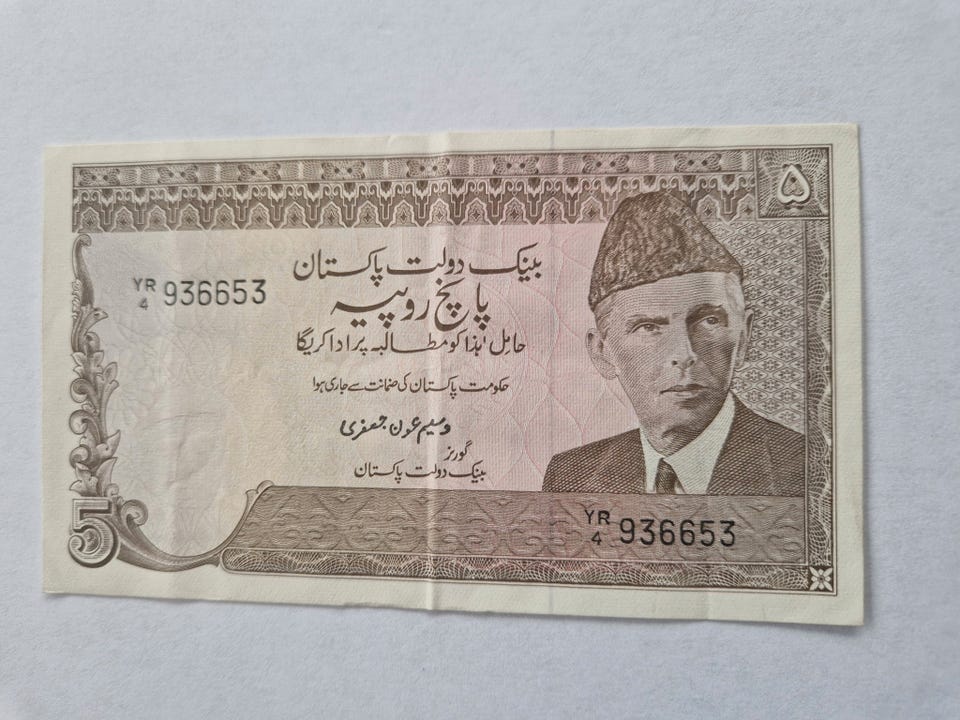 ۵
بینک دولت پاکستان
پانچ روپیہ
YR
4 936653
حامل ہٰذا کو مطالبہ پر ادا کریگا
حکومت پاکستان کی ضمانت سے جاری ہوا
وسیم عون جعفری
گورنر
بینک دولت پاکستان
5
YR
4 936653